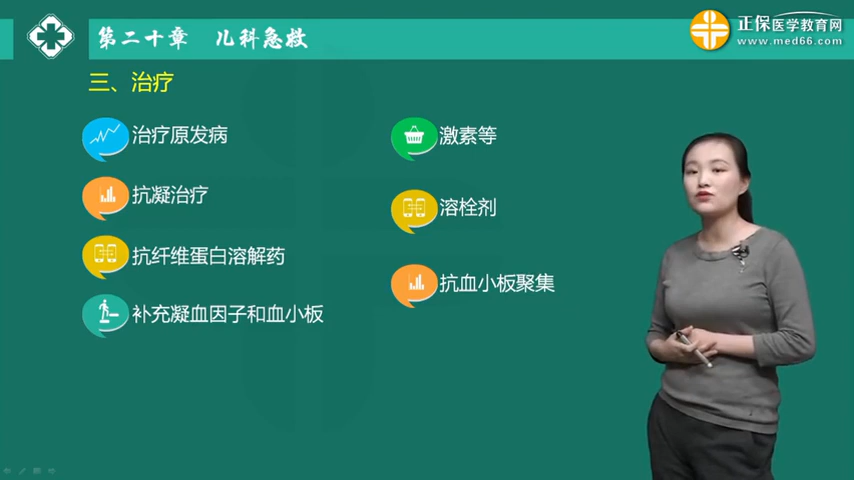 第二十章 儿科急救
正保医学教育网
www.med66.com
三、治疗
治疗原发病
抗凝治疗
抗纤维蛋白溶解药
补充凝血因子和血小板
激素等
溶栓剂
抗血小板聚集